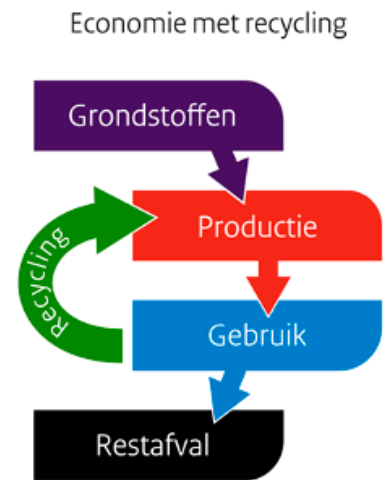 Economie met recycling
Grondstoffen
Productie
Recycling
Gebruik
Restafval